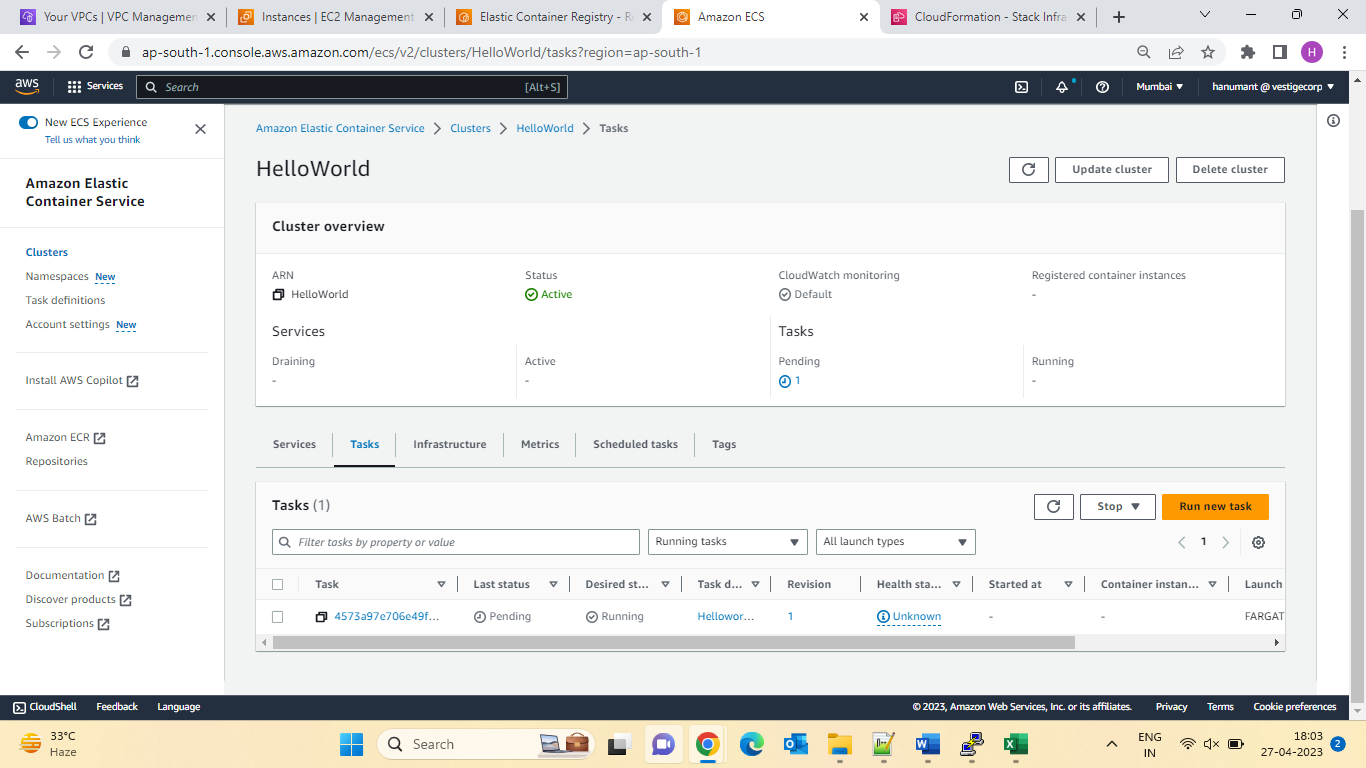 Your VPCs | VPC Managemen
Instances | EC2 Management
Elastic Container Registry - R
Amazon ECS
CloudFormation - Stack Infra
ap-south-1.console.aws.amazon.com/ecs/v2/clusters/HelloWorld/tasks?region=ap-south-1
H
aws
Services
Search
[Alt+S]
Mumbai
hanumant @ vestigecorp
New ECS Experience
Tell us what you think
Amazon Elastic
Container Service
Clusters
Namespaces New
Task definitions
Account settings New
Install AWS Copilot
Amazon ECR
Repositories
AWS Batch
Documentation
Discover products
Subscriptions
Amazon Elastic Container Service
Clusters
HelloWorld
Tasks
HelloWorld
Update cluster
Delete cluster
Cluster overview
ARN
HelloWorld
Status
Active
CloudWatch monitoring
Default
Registered container instances
-
Services
Tasks
Draining
-
Active
-
Pending
1
Running
-
Services
Tasks
Infrastructure
Metrics
Scheduled tasks
Tags
Tasks (1)
Stop
Run new task
Filter tasks by property or value
Running tasks
All launch types
1
Task
Last status
Desired st...
Task d...
Revision
Health sta...
Started at
Container instan...
Launch
4573a97e706e49f...
Pending
Running
Hellowor...
1
Unknown
-
-
FARGAT
CloudShell
Feedback
Language
© 2023, Amazon Web Services, Inc. or its affiliates.
Privacy
Terms
Cookie preferences
33°C
Haze
Search
ENG
IN
18:03
27-04-2023
2